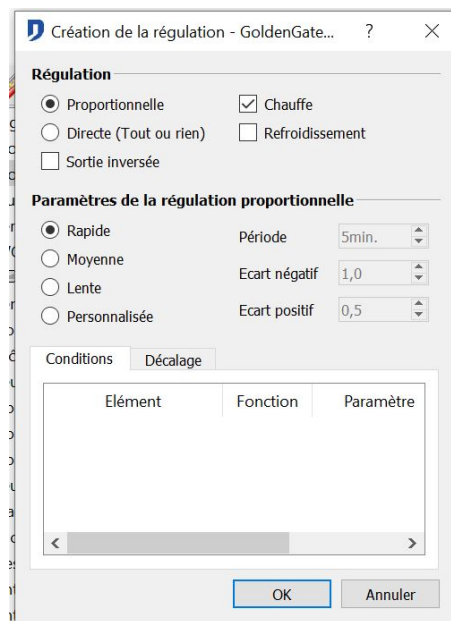 Création de la régulation - GoldenGate... ?
Régulation
Proportionnelle Chauffe
Directe (Tout ou rien) Refroidissement
Sortie inversée
Paramètres de la régulation proportionnelle
Rapide Période 5min.
Moyenne Ecart négatif 1,0
Lente Ecart positif 0,5
Personnalisée
Conditions Décalage
Elément Fonction Paramètre
OK Annuler